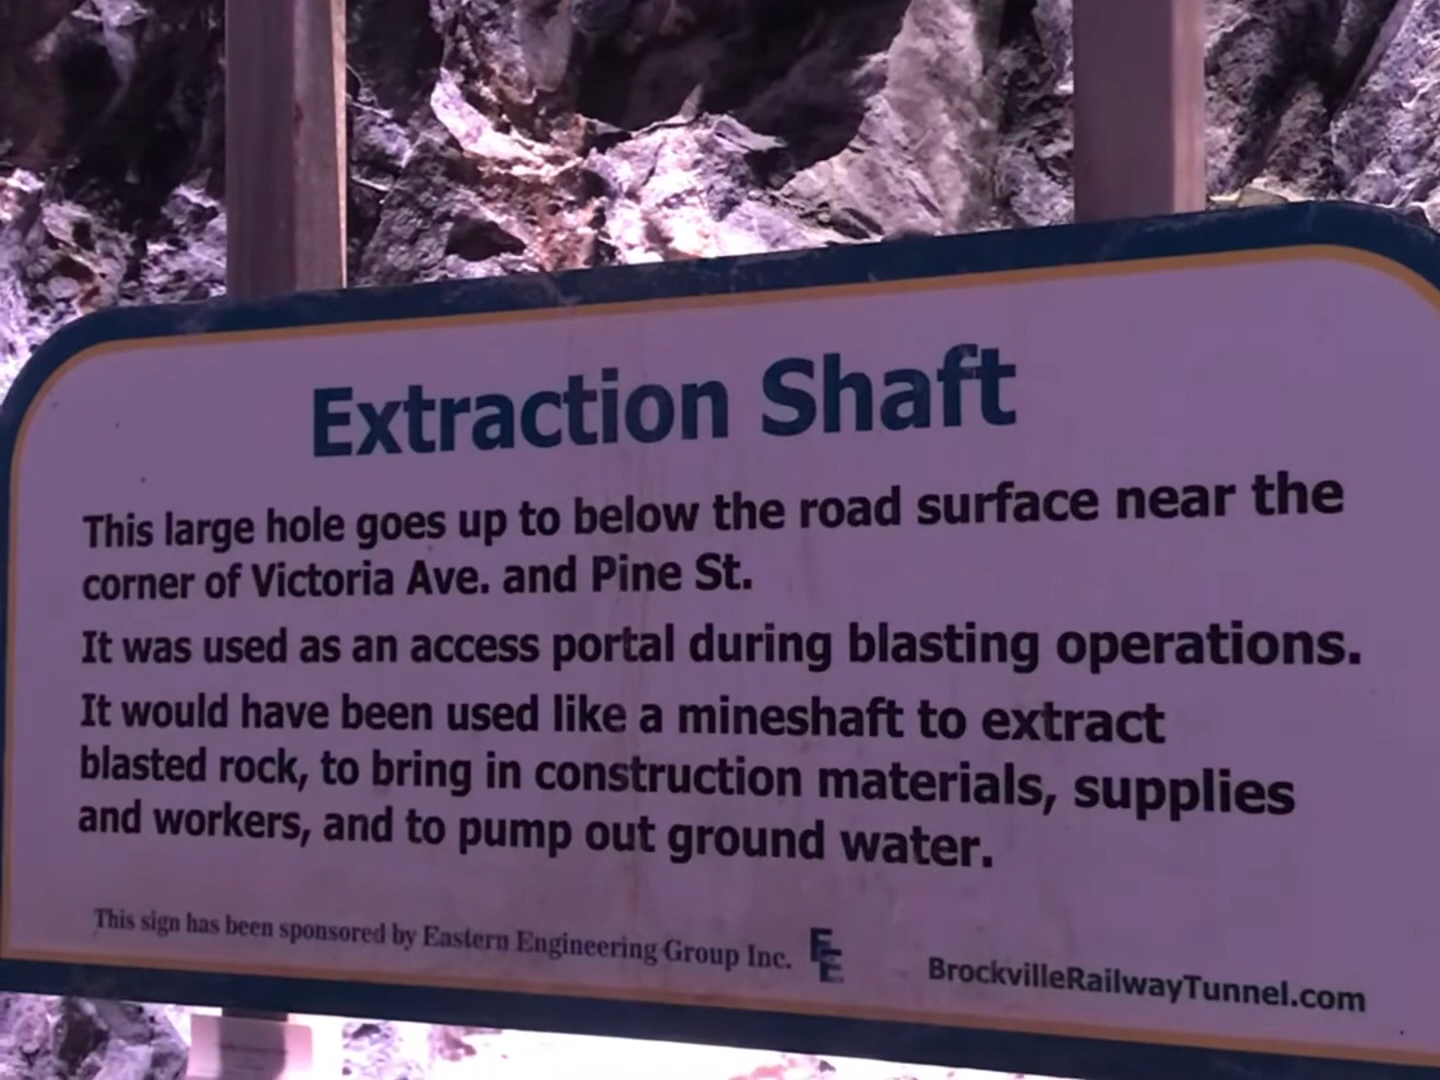 Extraction Shaft
This large hole goes up to below the road surface near the
corner of Victoria Ave. and Pine St.
It was used as an access portal during blasting operations.
It would have been used like a mineshaft to extract
blasted rock, to bring in construction materials, supplies
and workers, and to pump out ground water.
This sign has been sponsored by Eastern Engineering Group Inc.
BrockvilleRailwayTunnel.com